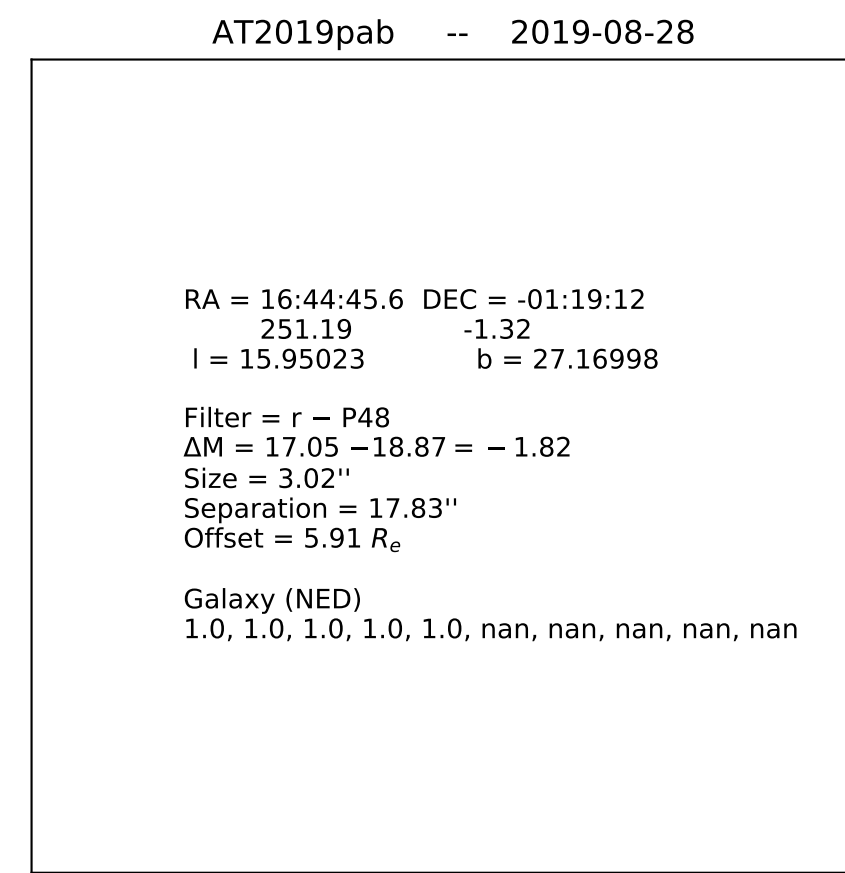 AT2019pab -- 2019-08-28
RA = 16:44:45.6 DEC = -01:19:12
251.19 -1.32
l = 15.95023 b = 27.16998
Filter = r − P48
ΔM = 17.05 −18.87 = − 1.82
Size = 3.02''
Separation = 17.83''
Offset = 5.91 Rₑ
Galaxy (NED)
1.0, 1.0, 1.0, 1.0, 1.0, nan, nan, nan, nan, nan